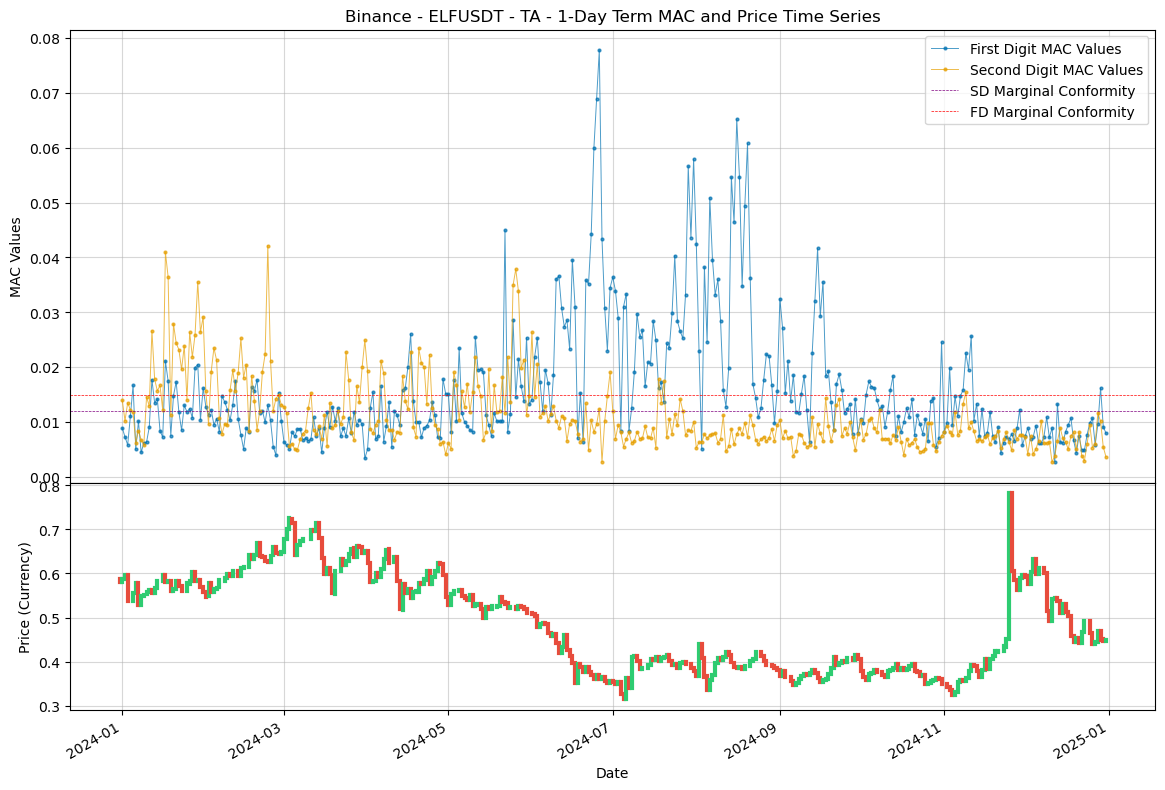 Binance - ELFUSDT - TA - 1-Day Term MAC and Price Time Series
First Digit MAC Values
Second Digit MAC Values
SD Marginal Conformity
FD Marginal Conformity
MAC Values
0.08
0.07
0.06
0.05
0.04
0.03
0.02
0.01
0.00
Price (Currency)
0.8
0.7
0.6
0.5
0.4
0.3
2024-01
2024-03
2024-05
2024-07
2024-09
2024-11
2025-01
Date